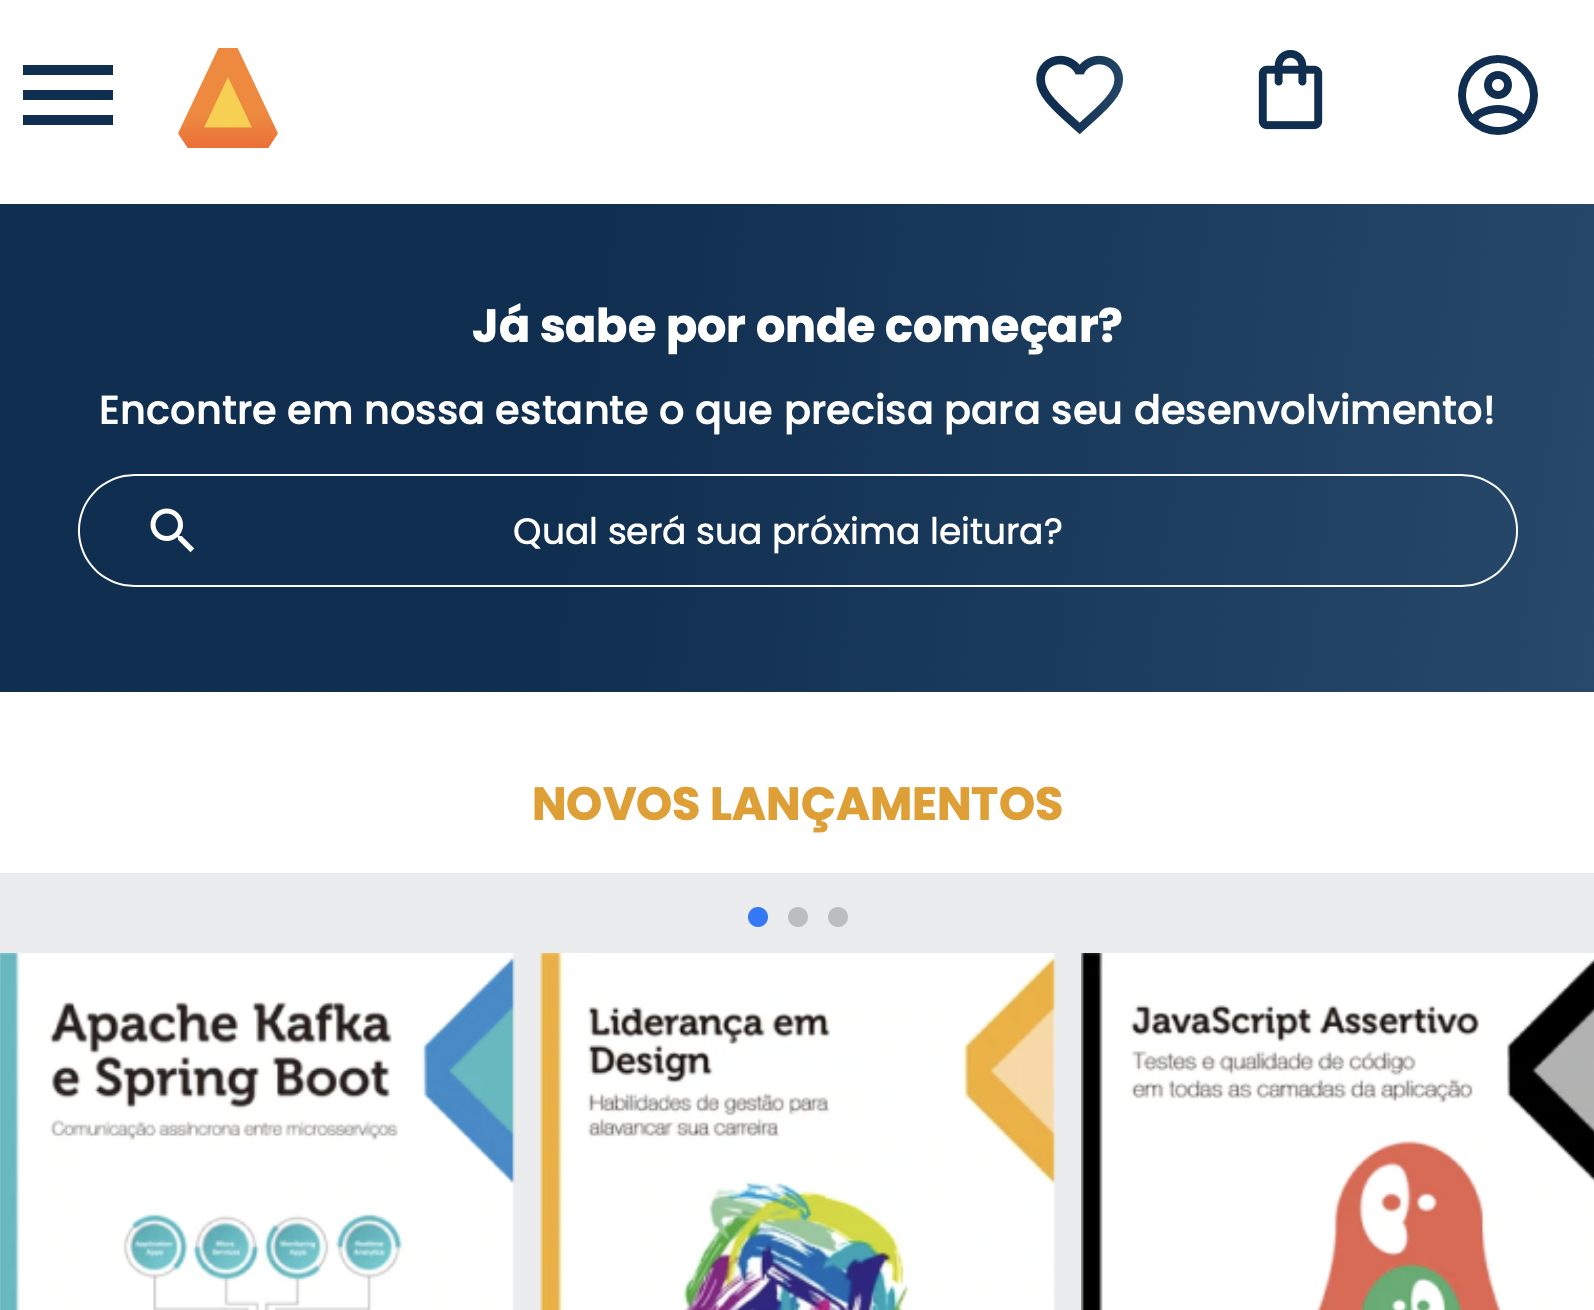 Já sabe por onde começar?
Encontre em nossa estante o que precisa para seu desenvolvimento!
Qual será sua próxima leitura?
NOVOS LANÇAMENTOS
Apache Kafka
e Spring Boot
Comunicação assíncrona entre microsserviços
Liderança em
Design
Habilidades de gestão para
alavancar sua carreira
JavaScript Assertivo
Testes e qualidade de código
em todas as camadas da aplicação